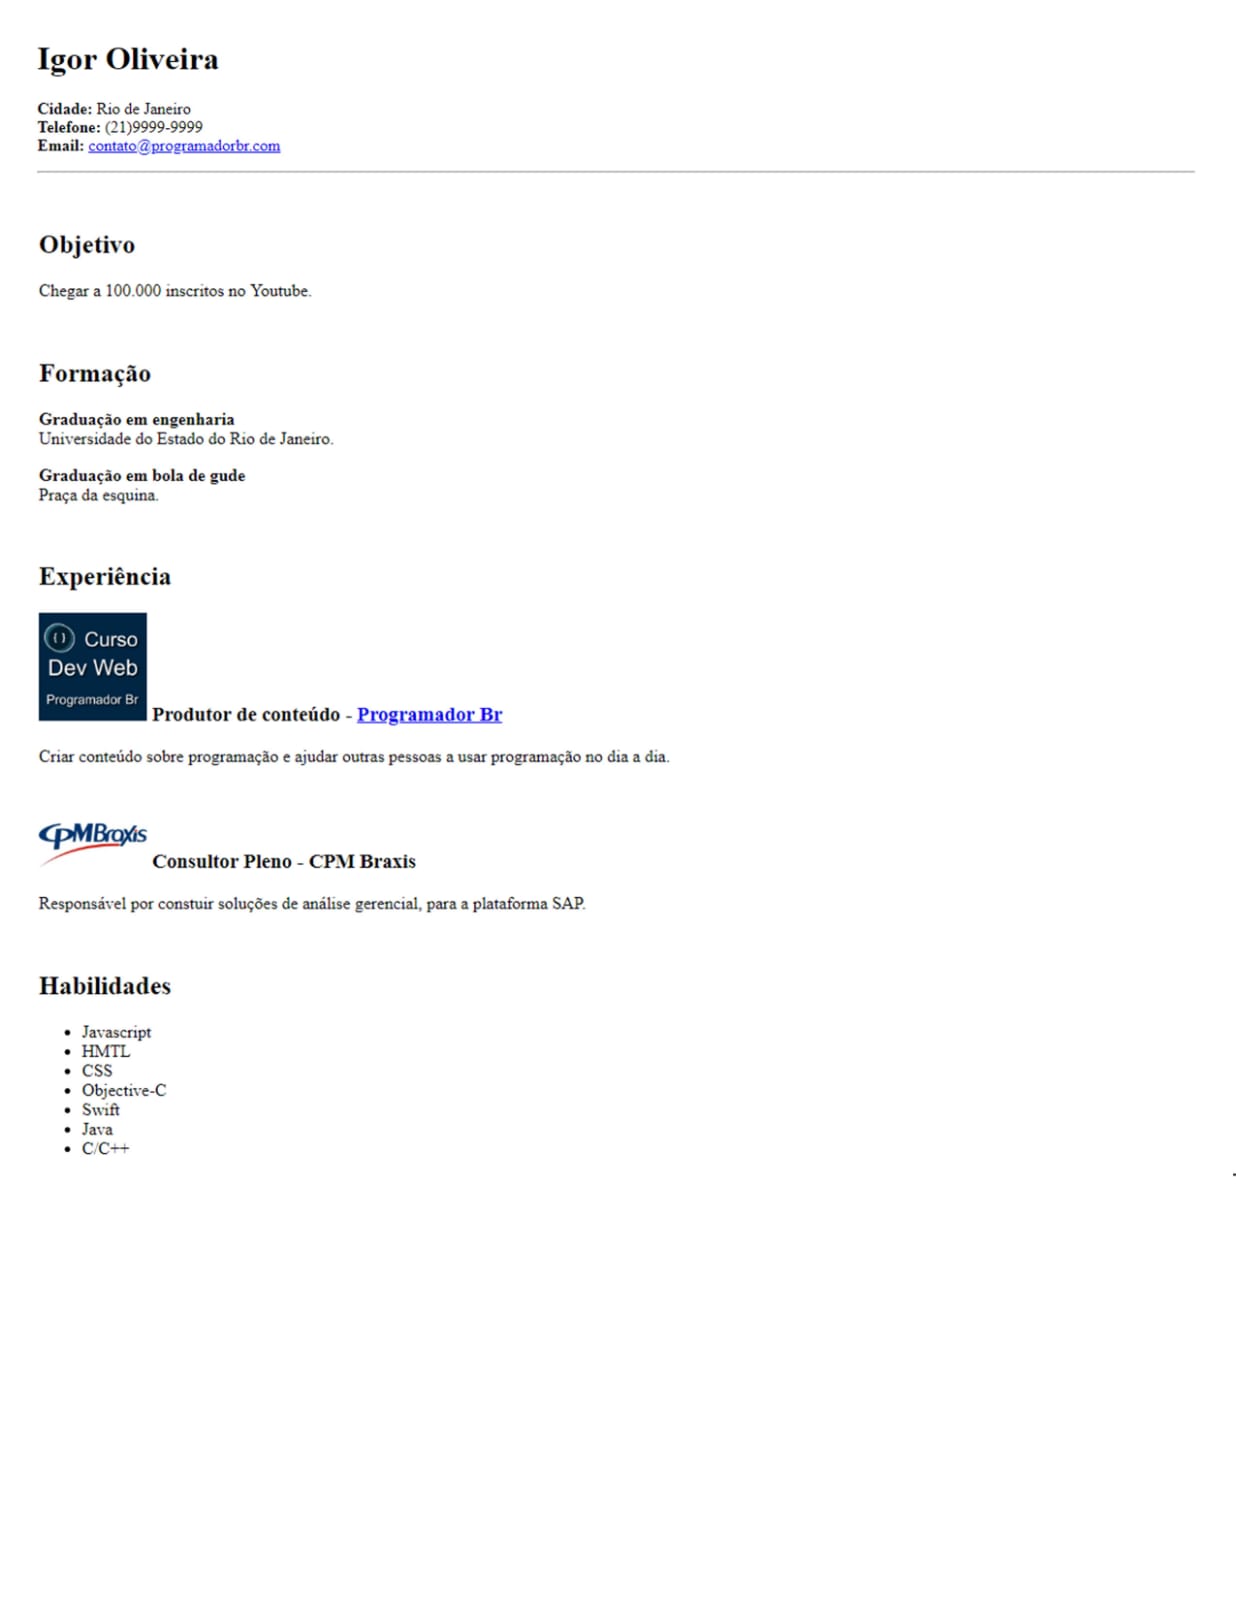 Igor Oliveira
Cidade: Rio de Janeiro
Telefone: (21)9999-9999
Email: contato@programadorbr.com
Objetivo
Chegar a 100.000 inscritos no Youtube.
Formação
Graduação em engenharia
Universidade do Estado do Rio de Janeiro.
Graduação em bola de gude
Praça da esquina.
Experiência
{ } Curso
Dev Web
Programador Br
Produtor de conteúdo - Programador Br
Criar conteúdo sobre programação e ajudar outras pessoas a usar programação no dia a dia.
CPMBraxis
Consultor Pleno - CPM Braxis
Responsável por constuir soluções de análise gerencial, para a plataforma SAP.
Habilidades
• Javascript
• HMTL
• CSS
• Objective-C
• Swift
• Java
• C/C++